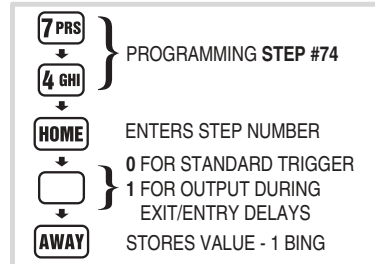 7 PRS
PROGRAMMING STEP #74
4 GHI
HOME
ENTERS STEP NUMBER
0 FOR STANDARD TRIGGER
1 FOR OUTPUT DURING
EXIT/ENTRY DELAYS
AWAY
STORES VALUE - 1 BING